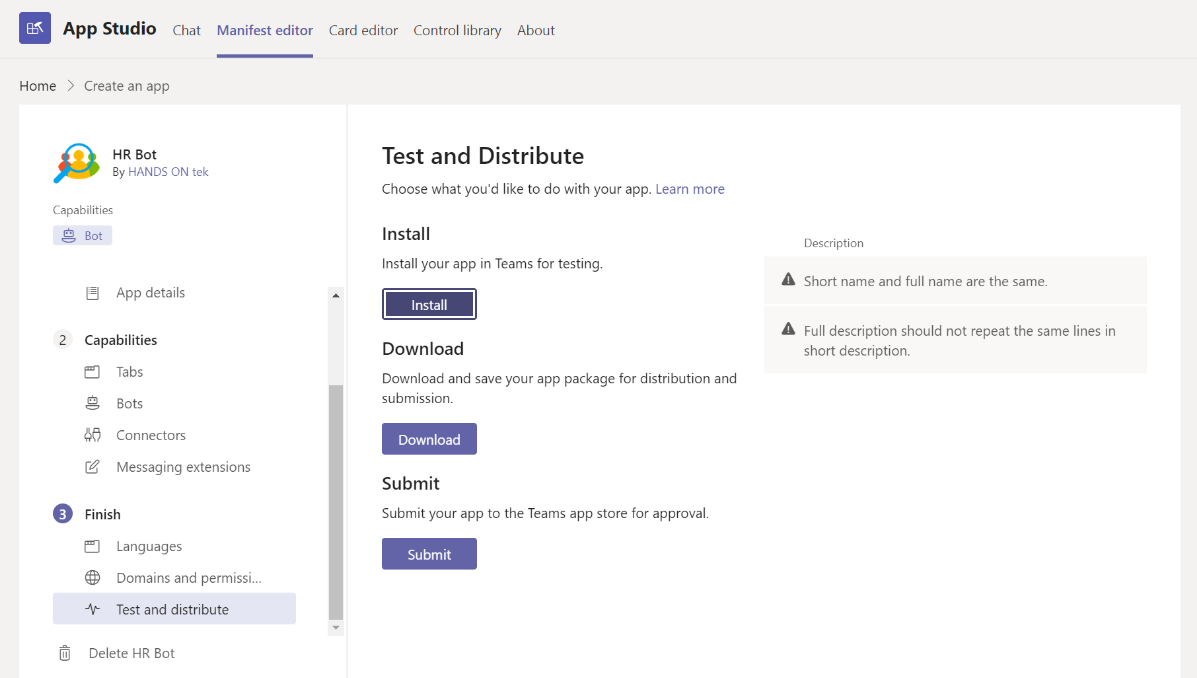 App Studio Chat Manifest editor Card editor Control library About
Home > Create an app
HR Bot
By HANDS ON tek
Capabilities
Bot
App details
2 Capabilities
Tabs
Bots
Connectors
Messaging extensions
3 Finish
Languages
Domains and permissi...
Test and distribute
Delete HR Bot
Test and Distribute
Choose what you'd like to do with your app. Learn more
Install
Install your app in Teams for testing.
Install
Download
Download and save your app package for distribution and
submission.
Download
Submit
Submit your app to the Teams app store for approval.
Submit
Description
Short name and full name are the same.
Full description should not repeat the same lines in
short description.